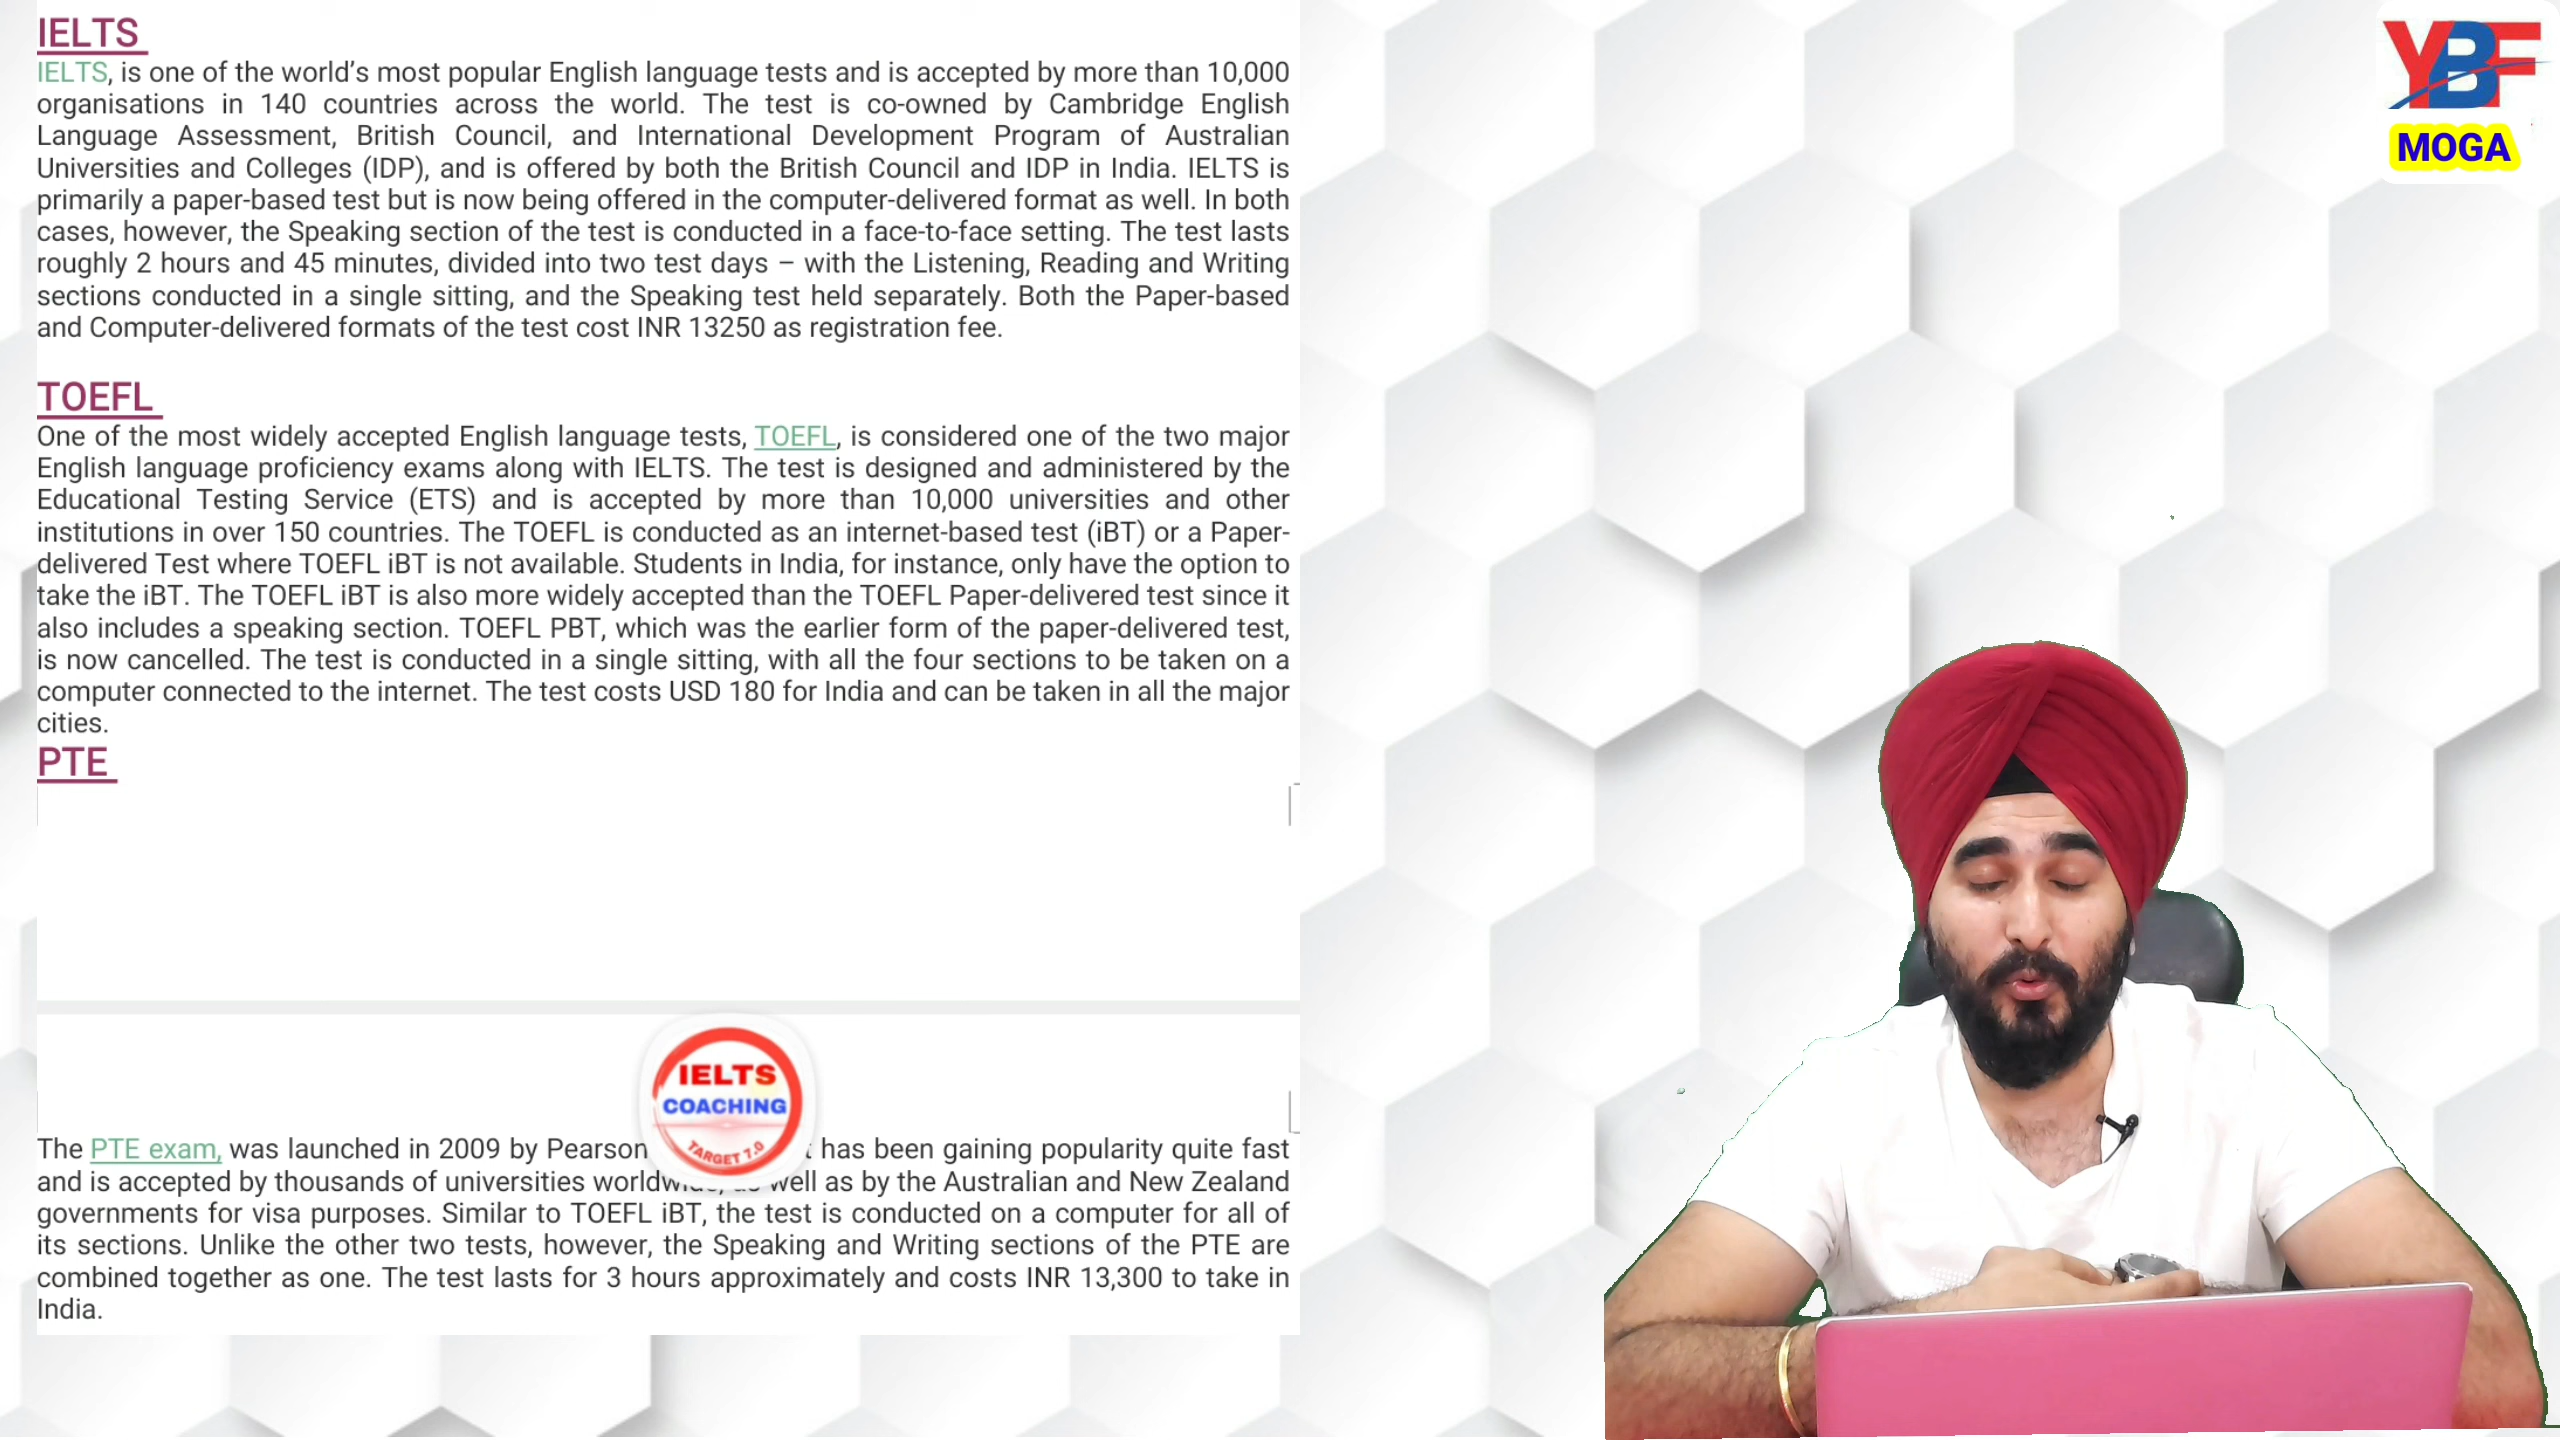 IELTS
IELTS, is one of the world’s most popular English language tests and is accepted by more than 10,000
organisations in 140 countries across the world. The test is co-owned by Cambridge English
Language Assessment, British Council, and International Development Program of Australian
Universities and Colleges (IDP), and is offered by both the British Council and IDP in India. IELTS is
primarily a paper-based test but is now being offered in the computer-delivered format as well. In both
cases, however, the Speaking section of the test is conducted in a face-to-face setting. The test lasts
roughly 2 hours and 45 minutes, divided into two test days – with the Listening, Reading and Writing
sections conducted in a single sitting, and the Speaking test held separately. Both the Paper-based
and Computer-delivered formats of the test cost INR 13250 as registration fee.
TOEFL
One of the most widely accepted English language tests, TOEFL, is considered one of the two major
English language proficiency exams along with IELTS. The test is designed and administered by the
Educational Testing Service (ETS) and is accepted by more than 10,000 universities and other
institutions in over 150 countries. The TOEFL is conducted as an internet-based test (iBT) or a Paper-
delivered Test where TOEFL iBT is not available. Students in India, for instance, only have the option to
take the iBT. The TOEFL iBT is also more widely accepted than the TOEFL Paper-delivered test since it
also includes a speaking section. TOEFL PBT, which was the earlier form of the paper-delivered test,
is now cancelled. The test is conducted in a single sitting, with all the four sections to be taken on a
computer connected to the internet. The test costs USD 180 for India and can be taken in all the major
cities.
PTE
IELTS
COACHING
TARGET 7.0
The PTE exam, was launched in 2009 by Pearson has been gaining popularity quite fast
and is accepted by thousands of universities well as by the Australian and New Zealand
governments for visa purposes. Similar to TOEFL iBT, the test is conducted on a computer for all of
its sections. Unlike the other two tests, however, the Speaking and Writing sections of the PTE are
combined together as one. The test lasts for 3 hours approximately and costs INR 13,300 to take in
India.
YBF
MOGA